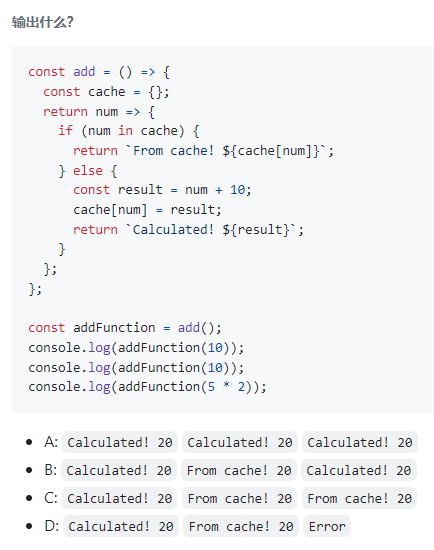 输出什么？
const add = () => {
  const cache = {};
  return num => {
    if (num in cache) {
      return `From cache! ${cache[num]}`;
    } else {
      const result = num + 10;
      cache[num] = result;
      return `Calculated! ${result}`;
    }
  };
};

const addFunction = add();
console.log(addFunction(10));
console.log(addFunction(10));
console.log(addFunction(5 * 2));
• A: Calculated! 20 Calculated! 20 Calculated! 20
• B: Calculated! 20 From cache! 20 Calculated! 20
• C: Calculated! 20 From cache! 20 From cache! 20
• D: Calculated! 20 From cache! 20 Error